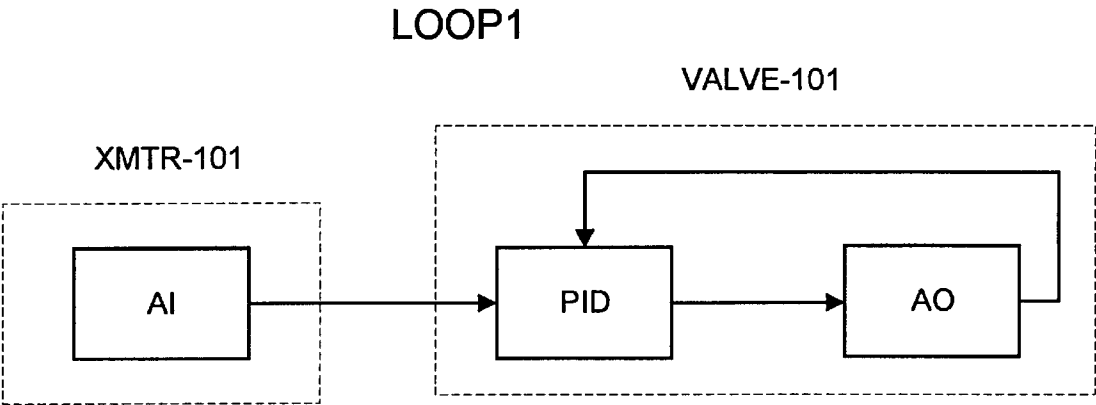 LOOP1
VALVE-101
XMTR-101
AI
PID
AO